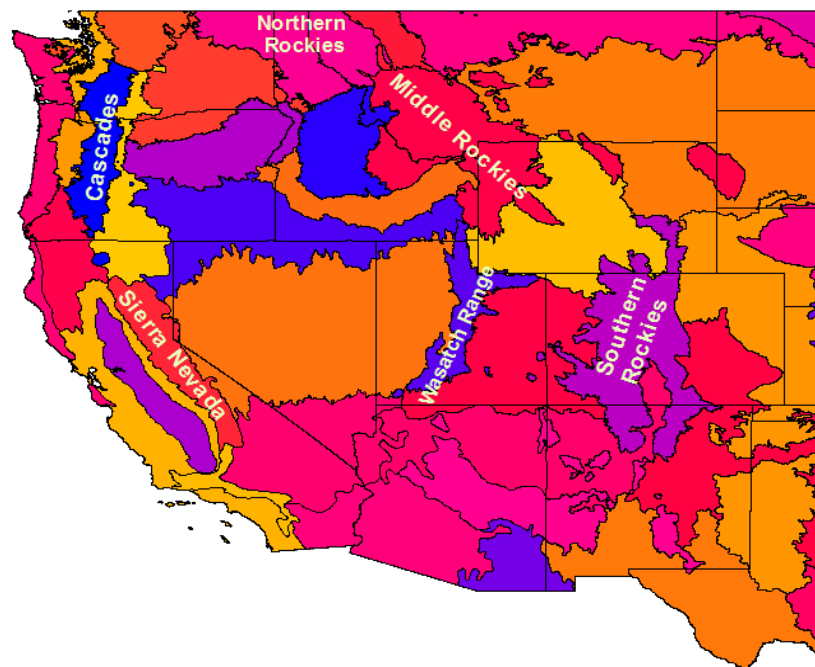 Northern
Rockies
Middle Rockies
Cascades
Wasatch Range
Southern
Rockies
Sierra Nevada